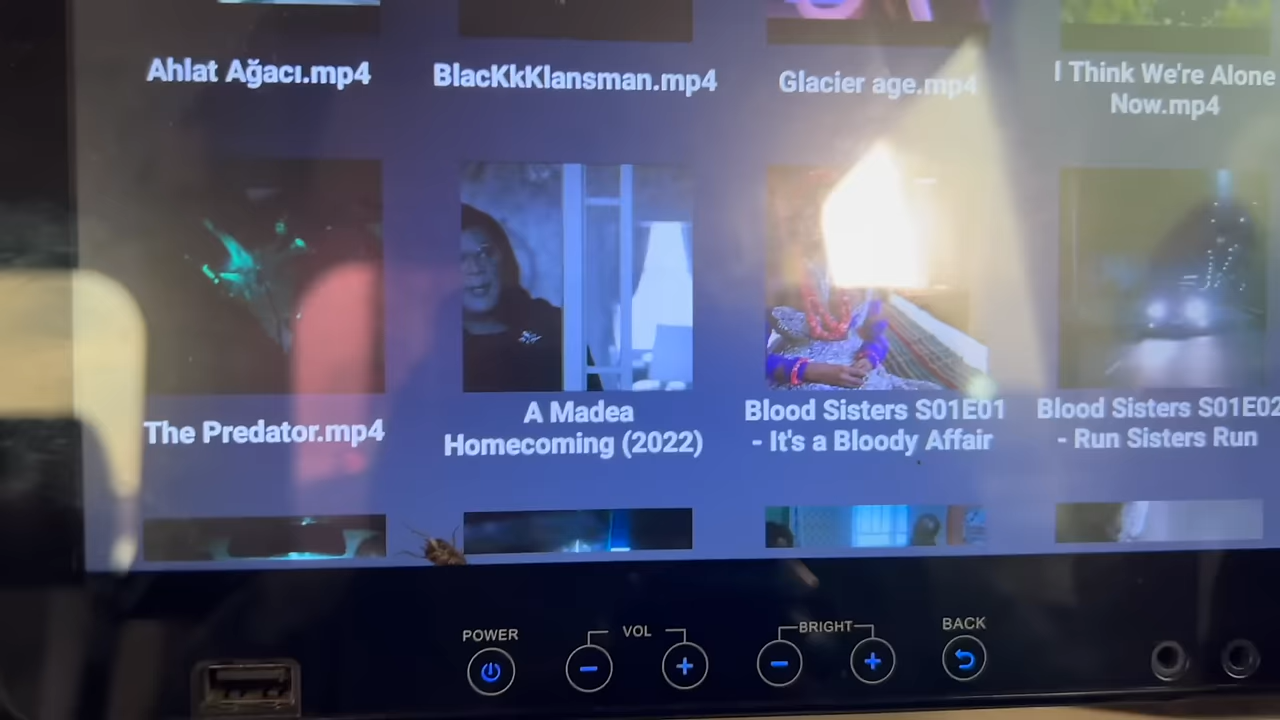 Ahlat Ağacı.mp4
BlacKkKlansman.mp4
Glacier age.mp4
I Think We're Alone
Now.mp4
The Predator.mp4
A Madea
Homecoming (2022)
Blood Sisters S01E01
- It's a Bloody Affair
Blood Sisters S01E02
- Run Sisters Run
POWER
VOL
BRIGHT
BACK